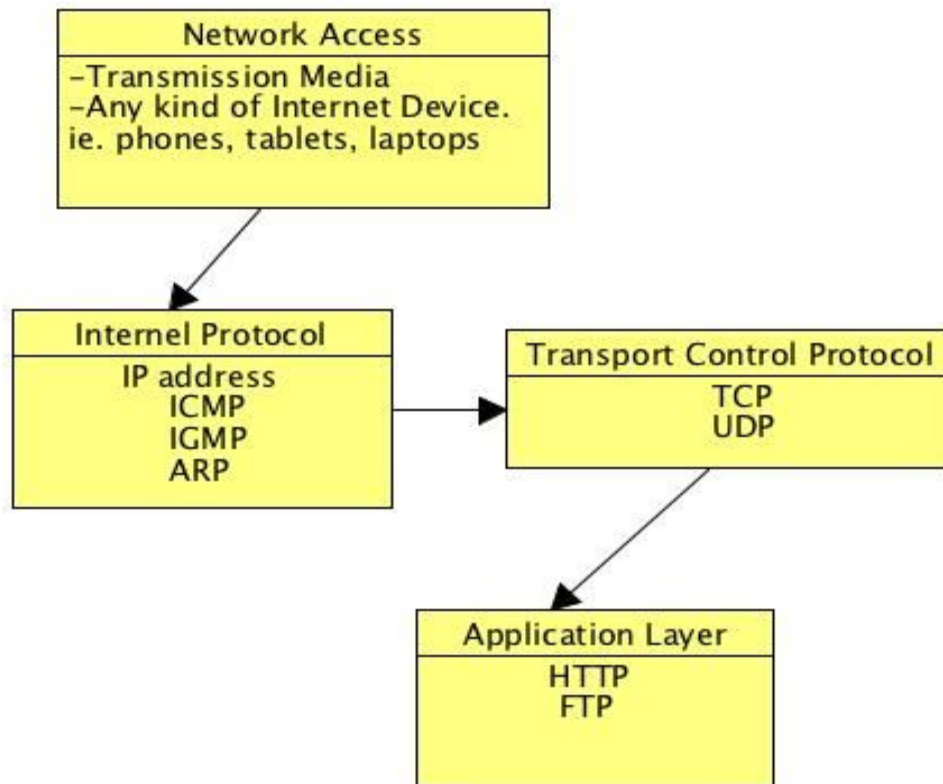 Network Access
-Transmission Media
-Any kind of Internet Device.
ie. phones, tablets, laptops
Internel Protocol
IP address
ICMP
IGMP
ARP
Transport Control Protocol
TCP
UDP
Application Layer
HTTP
FTP